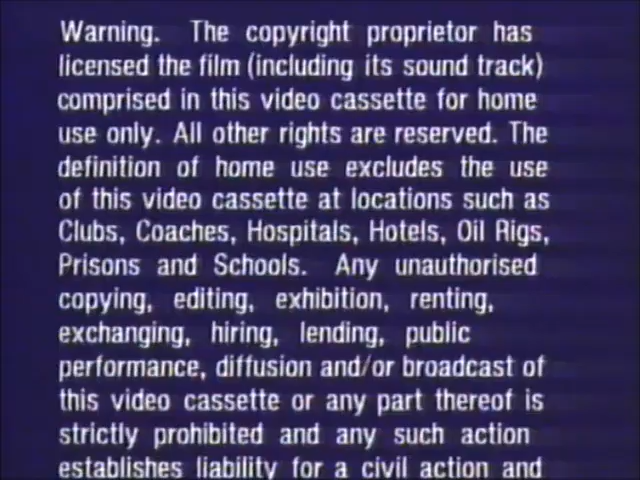 Warning. The copyright proprietor has
licensed the film (including its sound track)
comprised in this video cassette for home
use only. All other rights are reserved. The
definition of home use excludes the use
of this video cassette at locations such as
Clubs, Coaches, Hospitals, Hotels, Oil Rigs,
Prisons and Schools. Any unauthorised
copying, editing, exhibition, renting,
exchanging, hiring, lending, public
performance, diffusion and/or broadcast of
this video cassette or any part thereof is
strictly prohibited and any such action
establishes liability for a civil action and